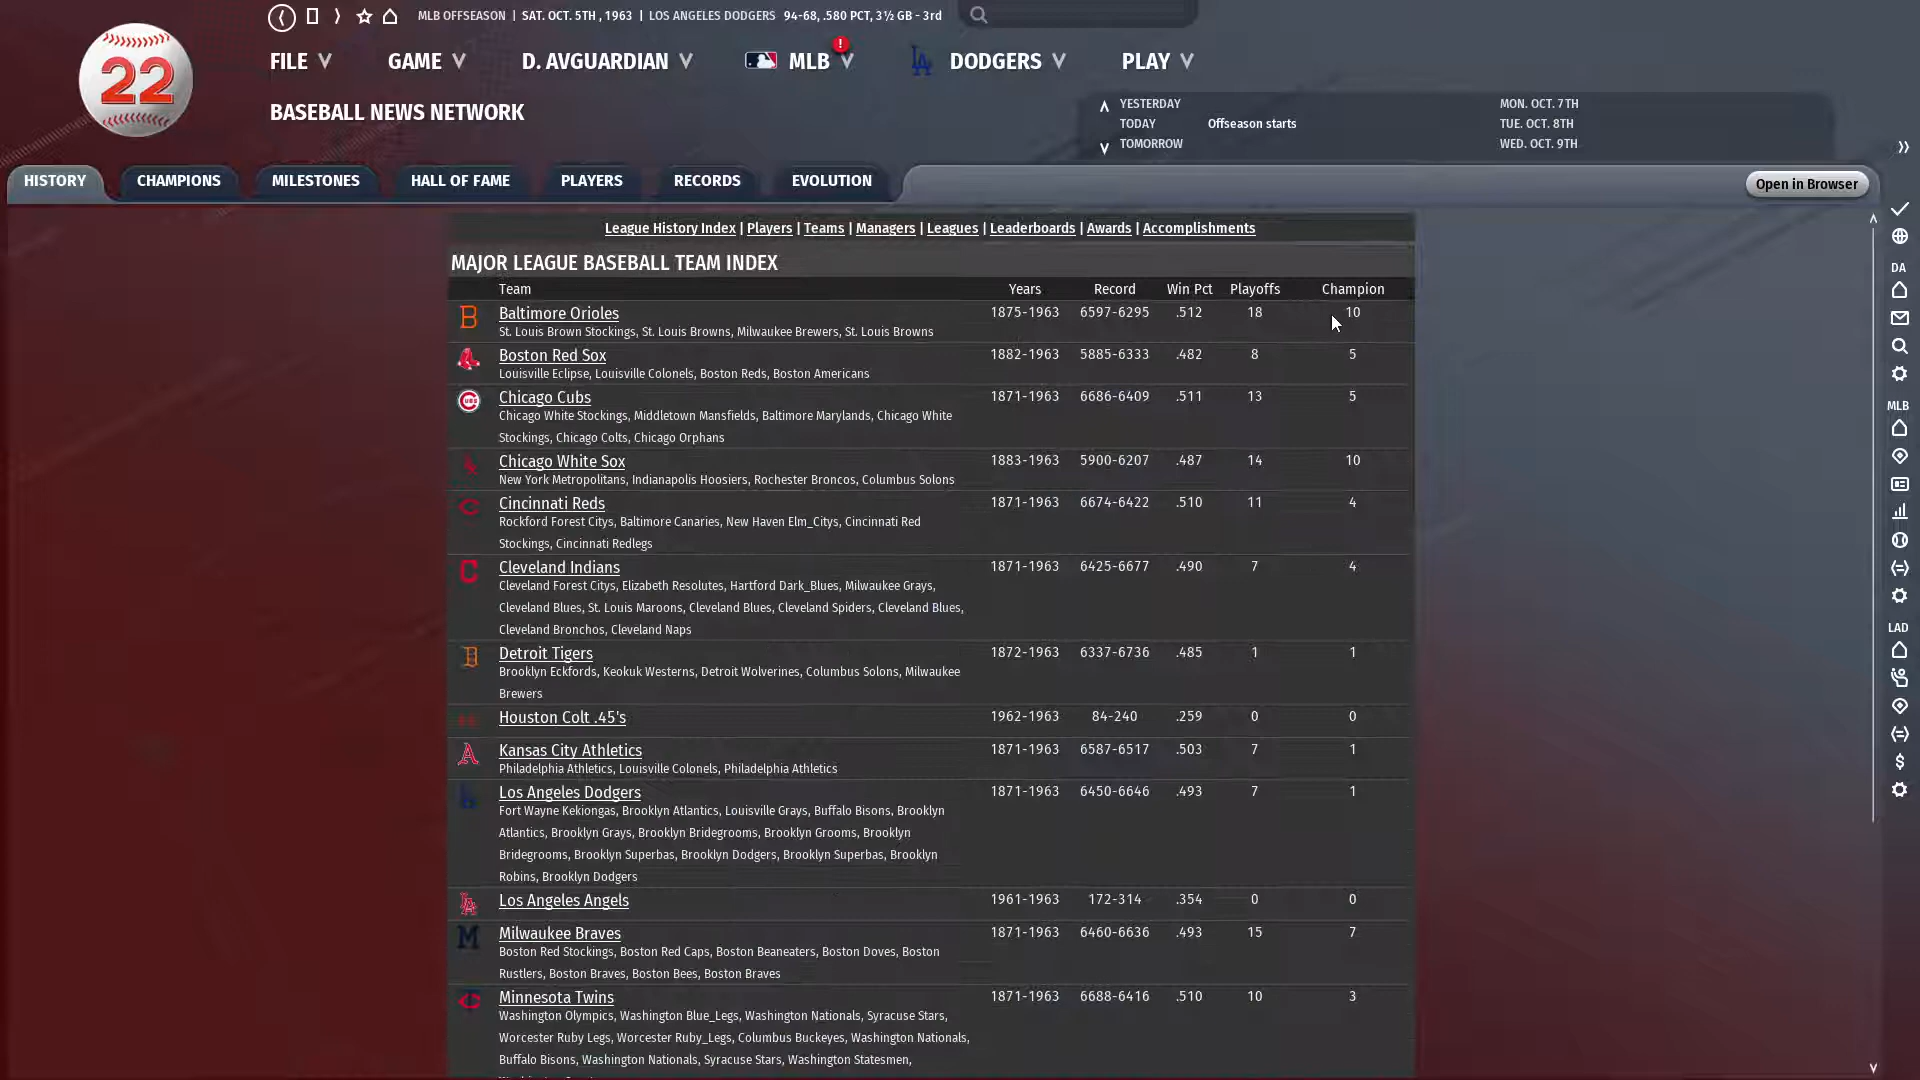 MLB OFFSEASON | SAT. OCT. 5TH , 1963 | LOS ANGELES DODGERS 94-68, .580 PCT, 3½ GB - 3rd
22
FILE GAME D. AVGUARDIAN MLB ! DODGERS PLAY
BASEBALL NEWS NETWORK
YESTERDAY MON. OCT. 7TH
TODAY Offseason starts TUE. OCT. 8TH
TOMORROW WED. OCT. 9TH
HISTORY CHAMPIONS MILESTONES HALL OF FAME PLAYERS RECORDS EVOLUTION Open in Browser
League History Index | Players | Teams | Managers | Leagues | Leaderboards | Awards | Accomplishments
MAJOR LEAGUE BASEBALL TEAM INDEX
Team Years Record Win Pct Playoffs Champion
Baltimore Orioles 1875-1963 6597-6295 .512 18 10
St. Louis Brown Stockings, St. Louis Browns, Milwaukee Brewers, St. Louis Browns
Boston Red Sox 1882-1963 5885-6333 .482 8 5
Louisville Eclipse, Louisville Colonels, Boston Reds, Boston Americans
Chicago Cubs 1871-1963 6686-6409 .511 13 5
Chicago White Stockings, Middletown Mansfields, Baltimore Marylands, Chicago White
Stockings, Chicago Colts, Chicago Orphans
Chicago White Sox 1883-1963 5900-6207 .487 14 10
New York Metropolitans, Indianapolis Hoosiers, Rochester Broncos, Columbus Solons
Cincinnati Reds 1871-1963 6674-6422 .510 11 4
Rockford Forest Citys, Baltimore Canaries, New Haven Elm_Citys, Cincinnati Red
Stockings, Cincinnati Redlegs
Cleveland Indians 1871-1963 6425-6677 .490 7 4
Cleveland Forest Citys, Elizabeth Resolutes, Hartford Dark_Blues, Milwaukee Grays,
Cleveland Blues, St. Louis Maroons, Cleveland Blues, Cleveland Spiders, Cleveland Blues,
Cleveland Bronchos, Cleveland Naps
Detroit Tigers 1872-1963 6337-6736 .485 1 1
Brooklyn Eckfords, Keokuk Westerns, Detroit Wolverines, Columbus Solons, Milwaukee
Brewers
Houston Colt .45's 1962-1963 84-240 .259 0 0
Kansas City Athletics 1871-1963 6587-6517 .503 7 1
Philadelphia Athletics, Louisville Colonels, Philadelphia Athletics
Los Angeles Dodgers 1871-1963 6450-6646 .493 7 1
Fort Wayne Kekiongas, Brooklyn Atlantics, Louisville Grays, Buffalo Bisons, Brooklyn
Atlantics, Brooklyn Grays, Brooklyn Bridegrooms, Brooklyn Grooms, Brooklyn
Bridegrooms, Brooklyn Superbas, Brooklyn Dodgers, Brooklyn Superbas, Brooklyn
Robins, Brooklyn Dodgers
Los Angeles Angels 1961-1963 172-314 .354 0 0
Milwaukee Braves 1871-1963 6460-6636 .493 15 7
Boston Red Stockings, Boston Red Caps, Boston Beaneaters, Boston Doves, Boston
Rustlers, Boston Braves, Boston Bees, Boston Braves
Minnesota Twins 1871-1963 6688-6416 .510 10 3
Washington Olympics, Washington Blue_Legs, Washington Nationals, Syracuse Stars,
Worcester Ruby Legs, Worcester Ruby_Legs, Columbus Buckeyes, Washington Nationals,
Buffalo Bisons, Washington Nationals, Syracuse Stars, Washington Statesmen,
DA
MLB
LAD